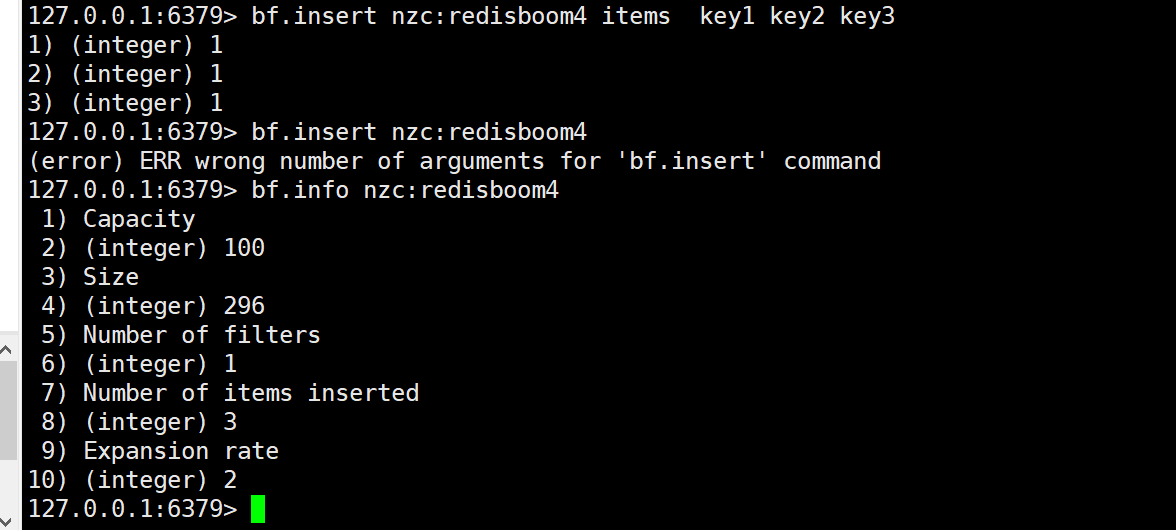 127.0.0.1:6379> bf.insert nzc:redisboom4 items  key1 key2 key3
1) (integer) 1
2) (integer) 1
3) (integer) 1
127.0.0.1:6379> bf.insert nzc:redisboom4
(error) ERR wrong number of arguments for 'bf.insert' command
127.0.0.1:6379> bf.info nzc:redisboom4
 1) Capacity
 2) (integer) 100
 3) Size
 4) (integer) 296
 5) Number of filters
 6) (integer) 1
 7) Number of items inserted
 8) (integer) 3
 9) Expansion rate
10) (integer) 2
127.0.0.1:6379>